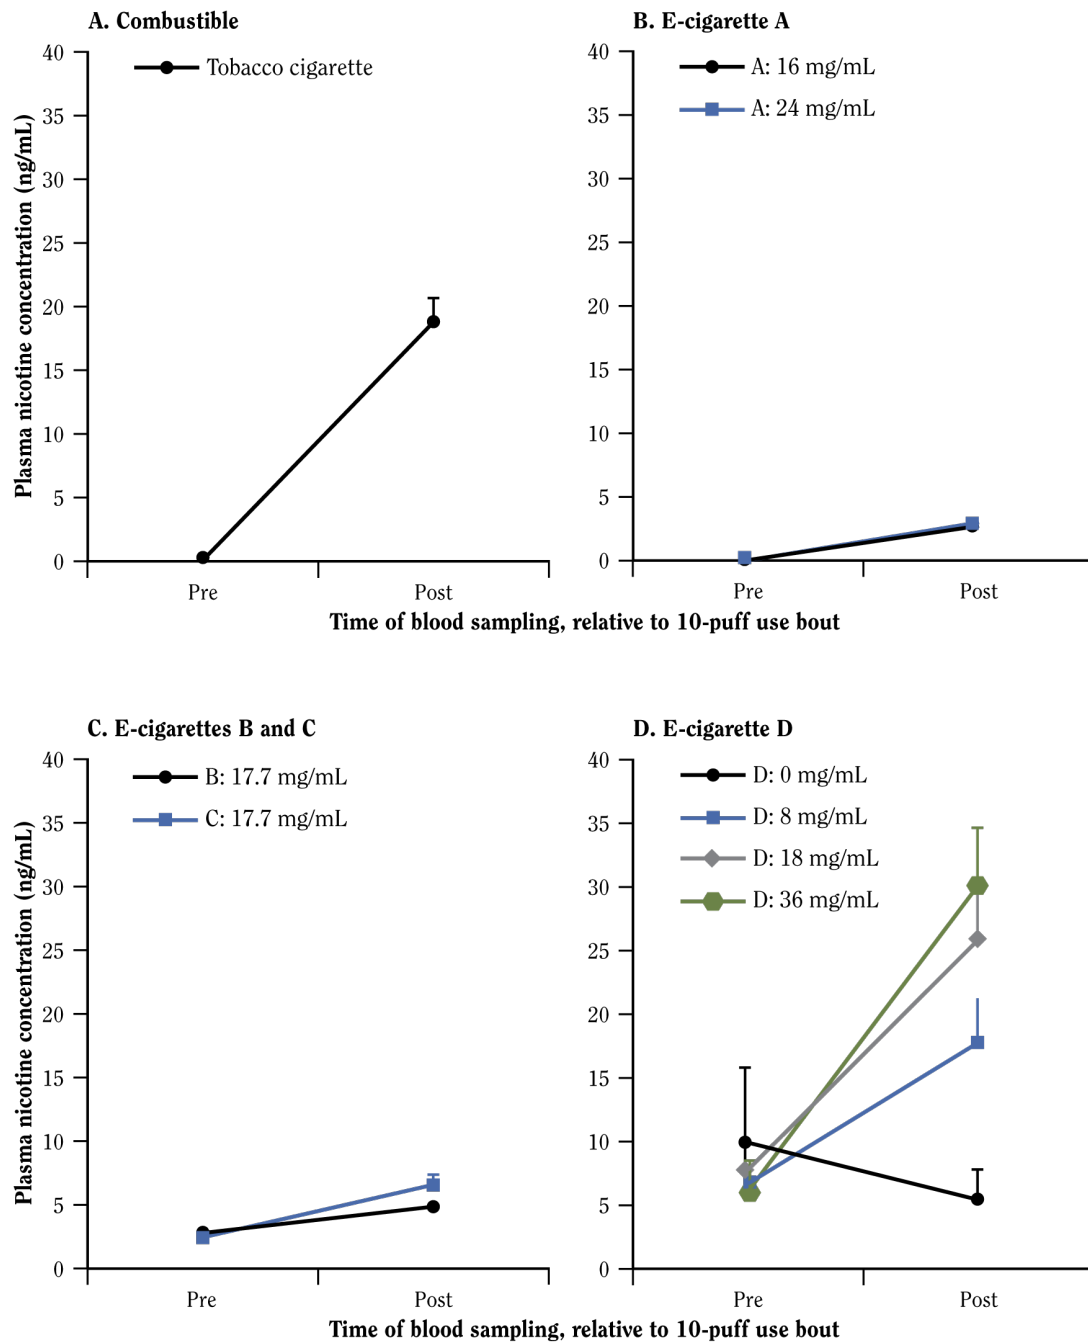 A. Combustible
40
35
30
25
20
15
10
5
0
Plasma nicotine concentration (ng/mL)
Tobacco cigarette
Pre
Post
B. E-cigarette A
40
35
30
25
20
15
10
5
0
A: 16 mg/mL
A: 24 mg/mL
Pre
Post
Time of blood sampling, relative to 10-puff use bout
C. E-cigarettes B and C
40
35
30
25
20
15
10
5
0
Plasma nicotine concentration (ng/mL)
B: 17.7 mg/mL
C: 17.7 mg/mL
Pre
Post
D. E-cigarette D
40
35
30
25
20
15
10
5
0
D: 0 mg/mL
D: 8 mg/mL
D: 18 mg/mL
D: 36 mg/mL
Pre
Post
Time of blood sampling, relative to 10-puff use bout